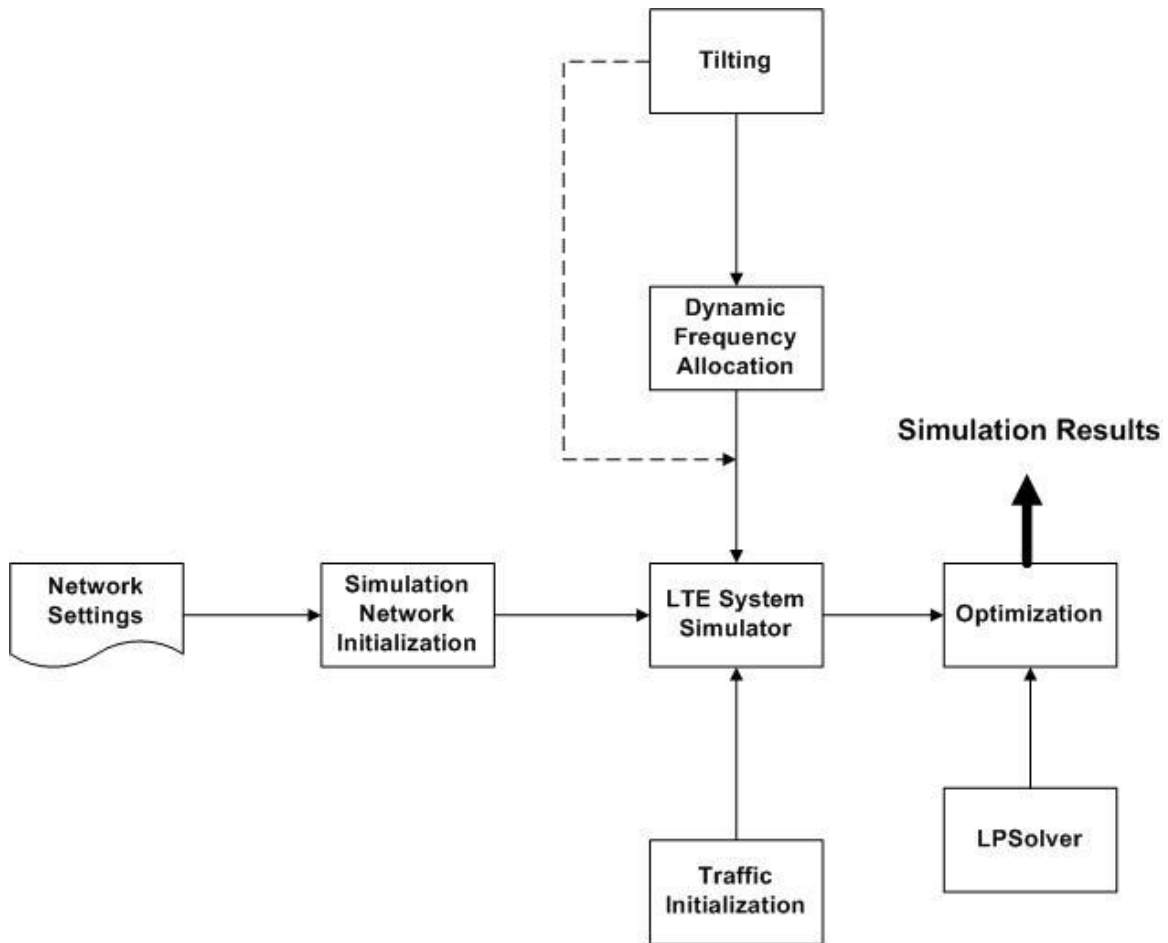 Tilting
Dynamic
Frequency
Allocation
Simulation Results
Network
Settings
Simulation
Network
Initialization
LTE System
Simulator
Optimization
LPSolver
Traffic
Initialization